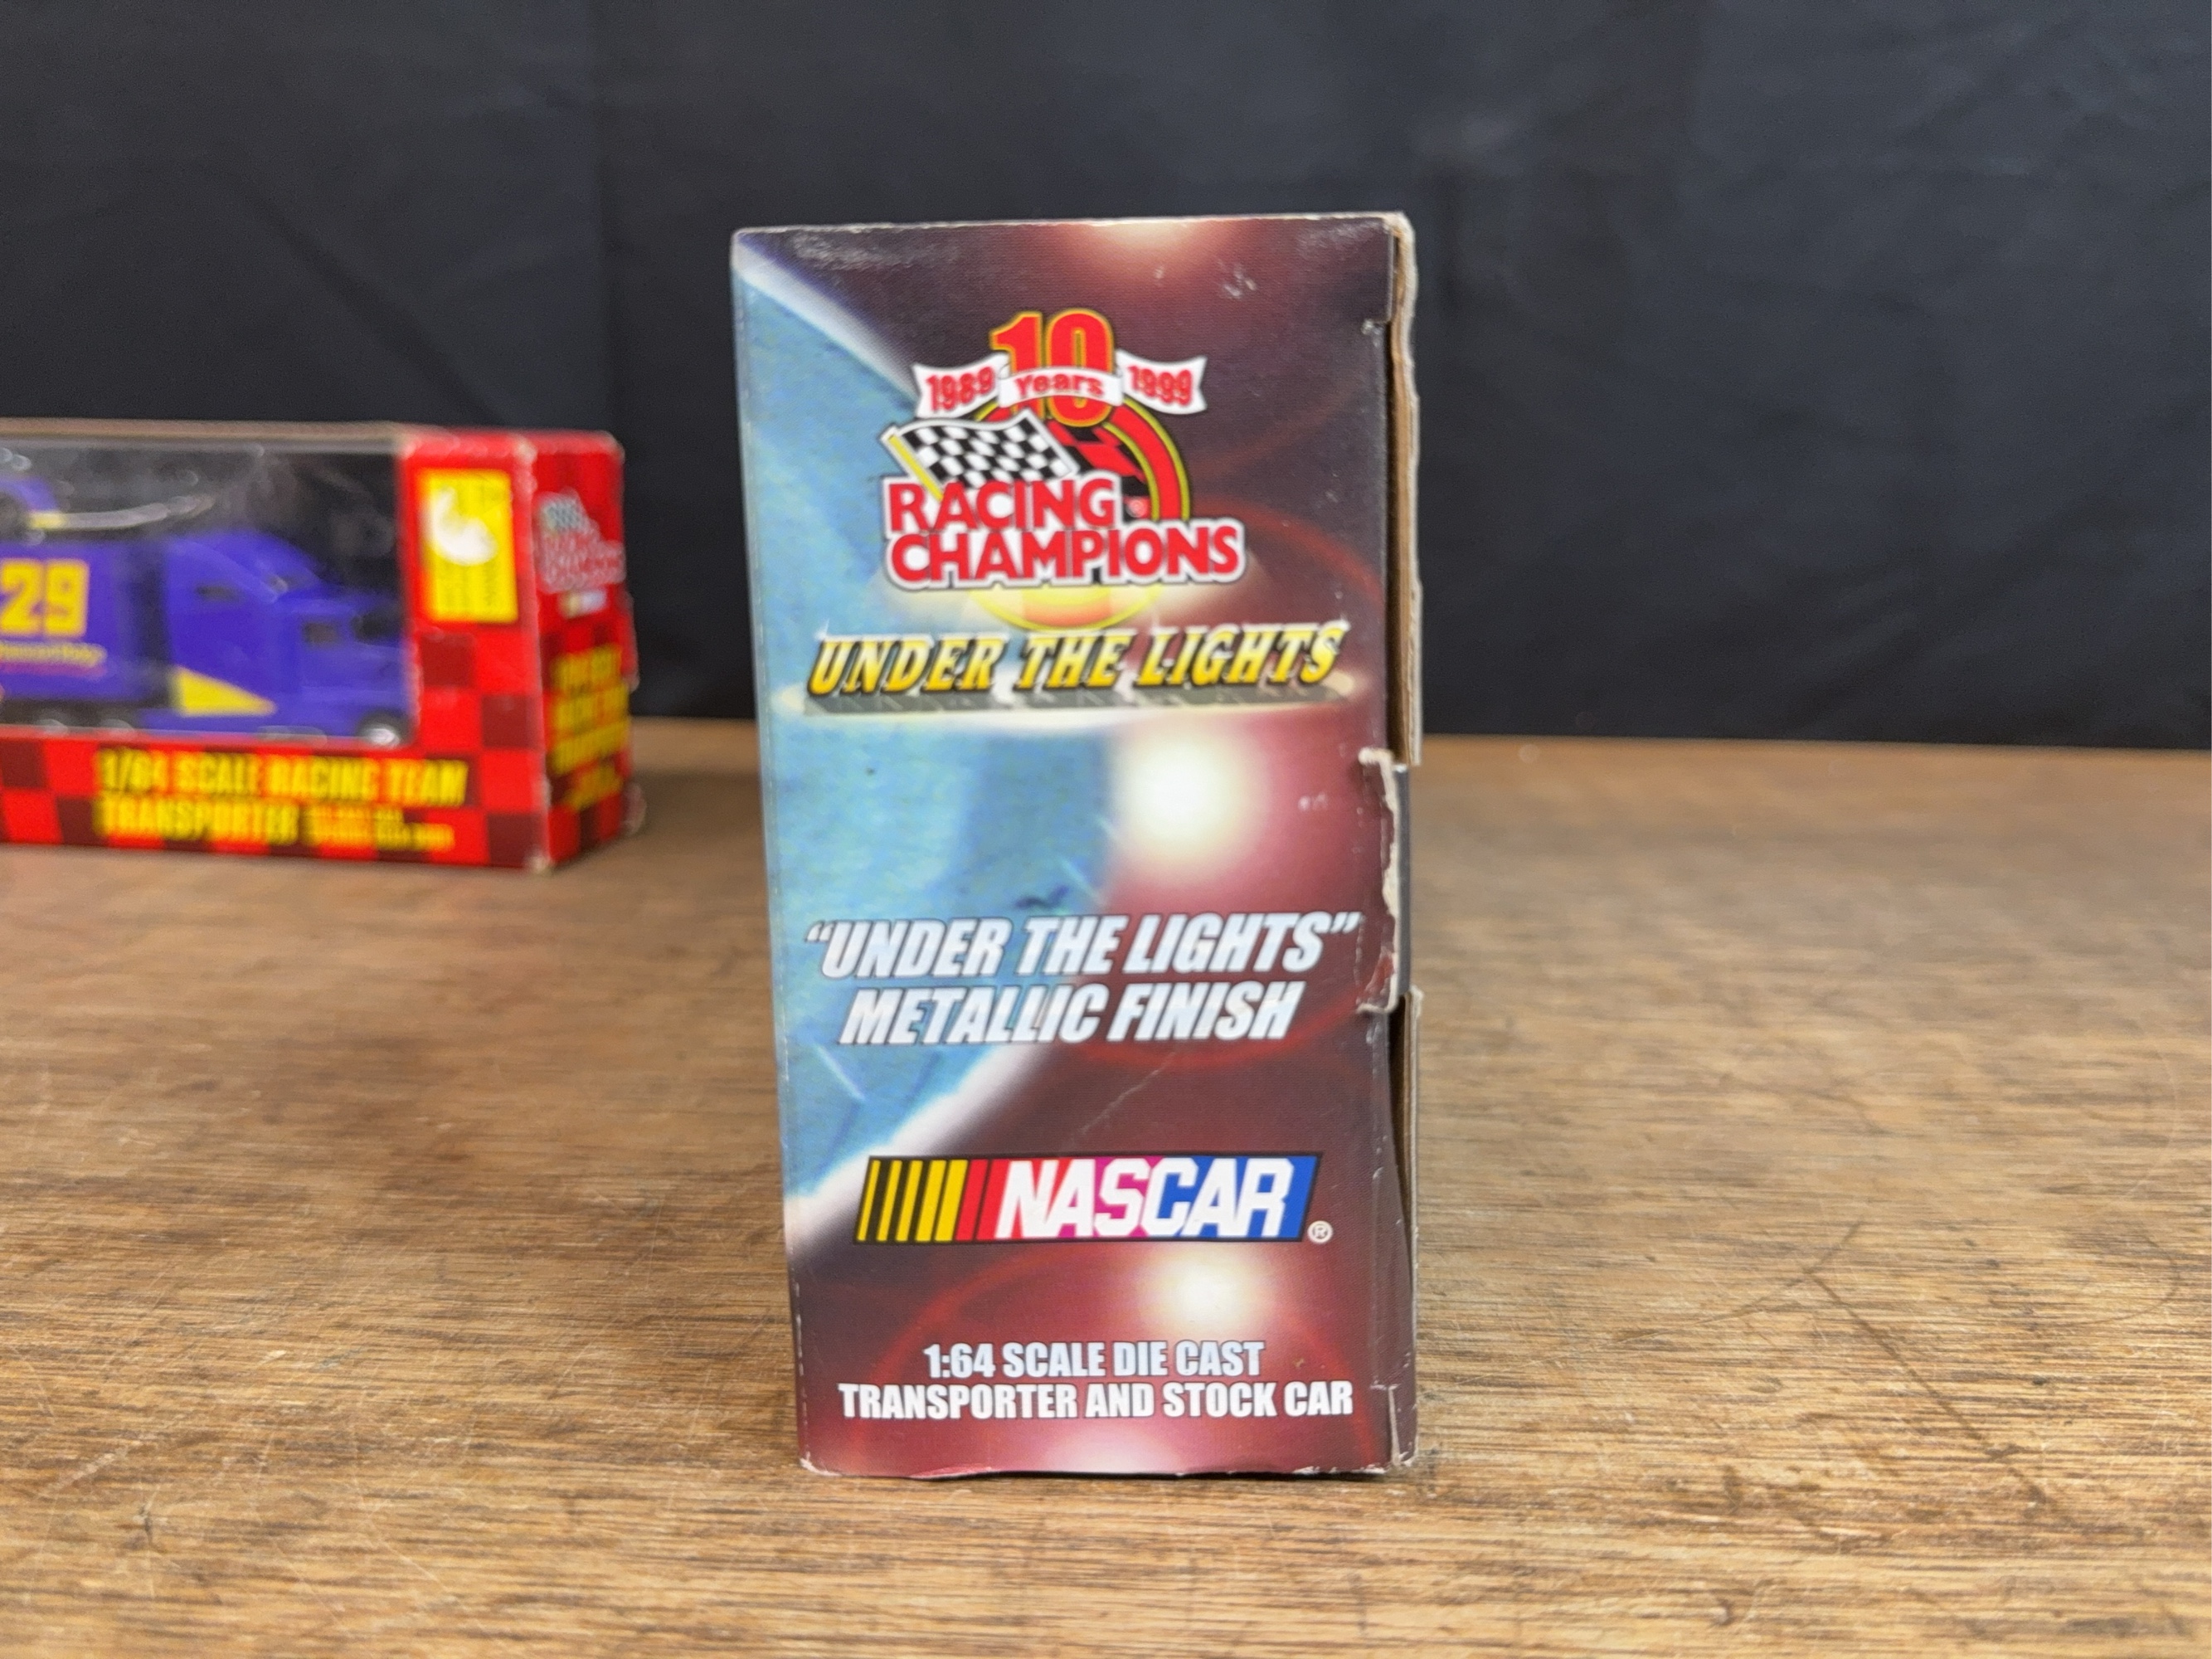 10
1989 Years 1999
RACING
CHAMPIONS
UNDER THE LIGHTS
“UNDER THE LIGHTS”
METALLIC FINISH
NASCAR®
1:64 SCALE DIE CAST
TRANSPORTER AND STOCK CAR
29
1/64 SCALE RACING TEAM
TRANSPORTER